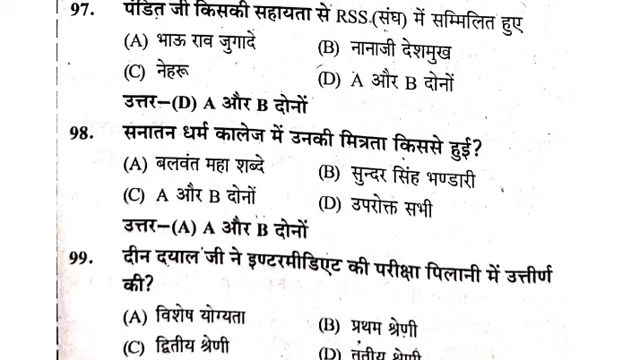 97. पंडित जी किसकी सहायता से RSS.(संघ) में सम्मिलित हुए
(A) भाऊ राव जुगादे (B) नानाजी देशमुख
(C) नेहरू (D) A और B दोनों
उत्तर–(D) A और B दोनों
98. सनातन धर्म कालेज में उनकी मित्रता किससे हुई?
(A) बलवंत महा शब्दे (B) सुन्दर सिंह भण्डारी
(C) A और B दोनों (D) उपरोक्त सभी
उत्तर–(A) A और B दोनों
99. दीन दयाल जी ने इण्टरमीडिएट की परीक्षा पिलानी में उत्तीर्ण
की?
(A) विशेष योग्यता (B) प्रथम श्रेणी
(C) द्वितीय श्रेणी (D) तृतीय श्रेणी